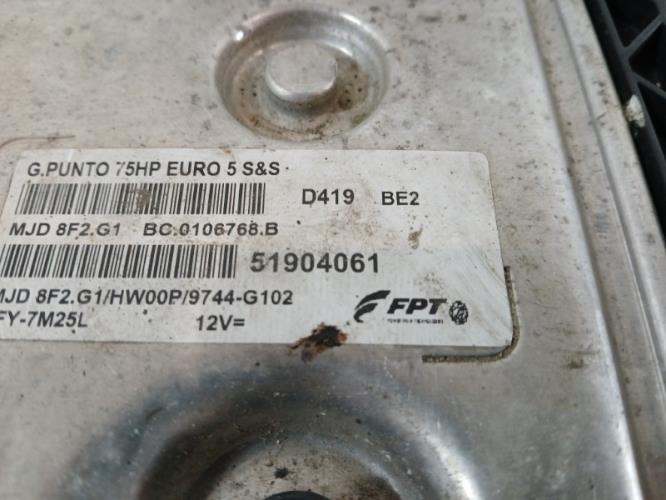 G.PUNTO 75HP EURO 5 S&S
D419 BE2
MJD 8F2.G1 BC.0106768.B
51904061
MJD 8F2.G1/HW00P/9744-G102
FY-7M25L 12V=
FPT